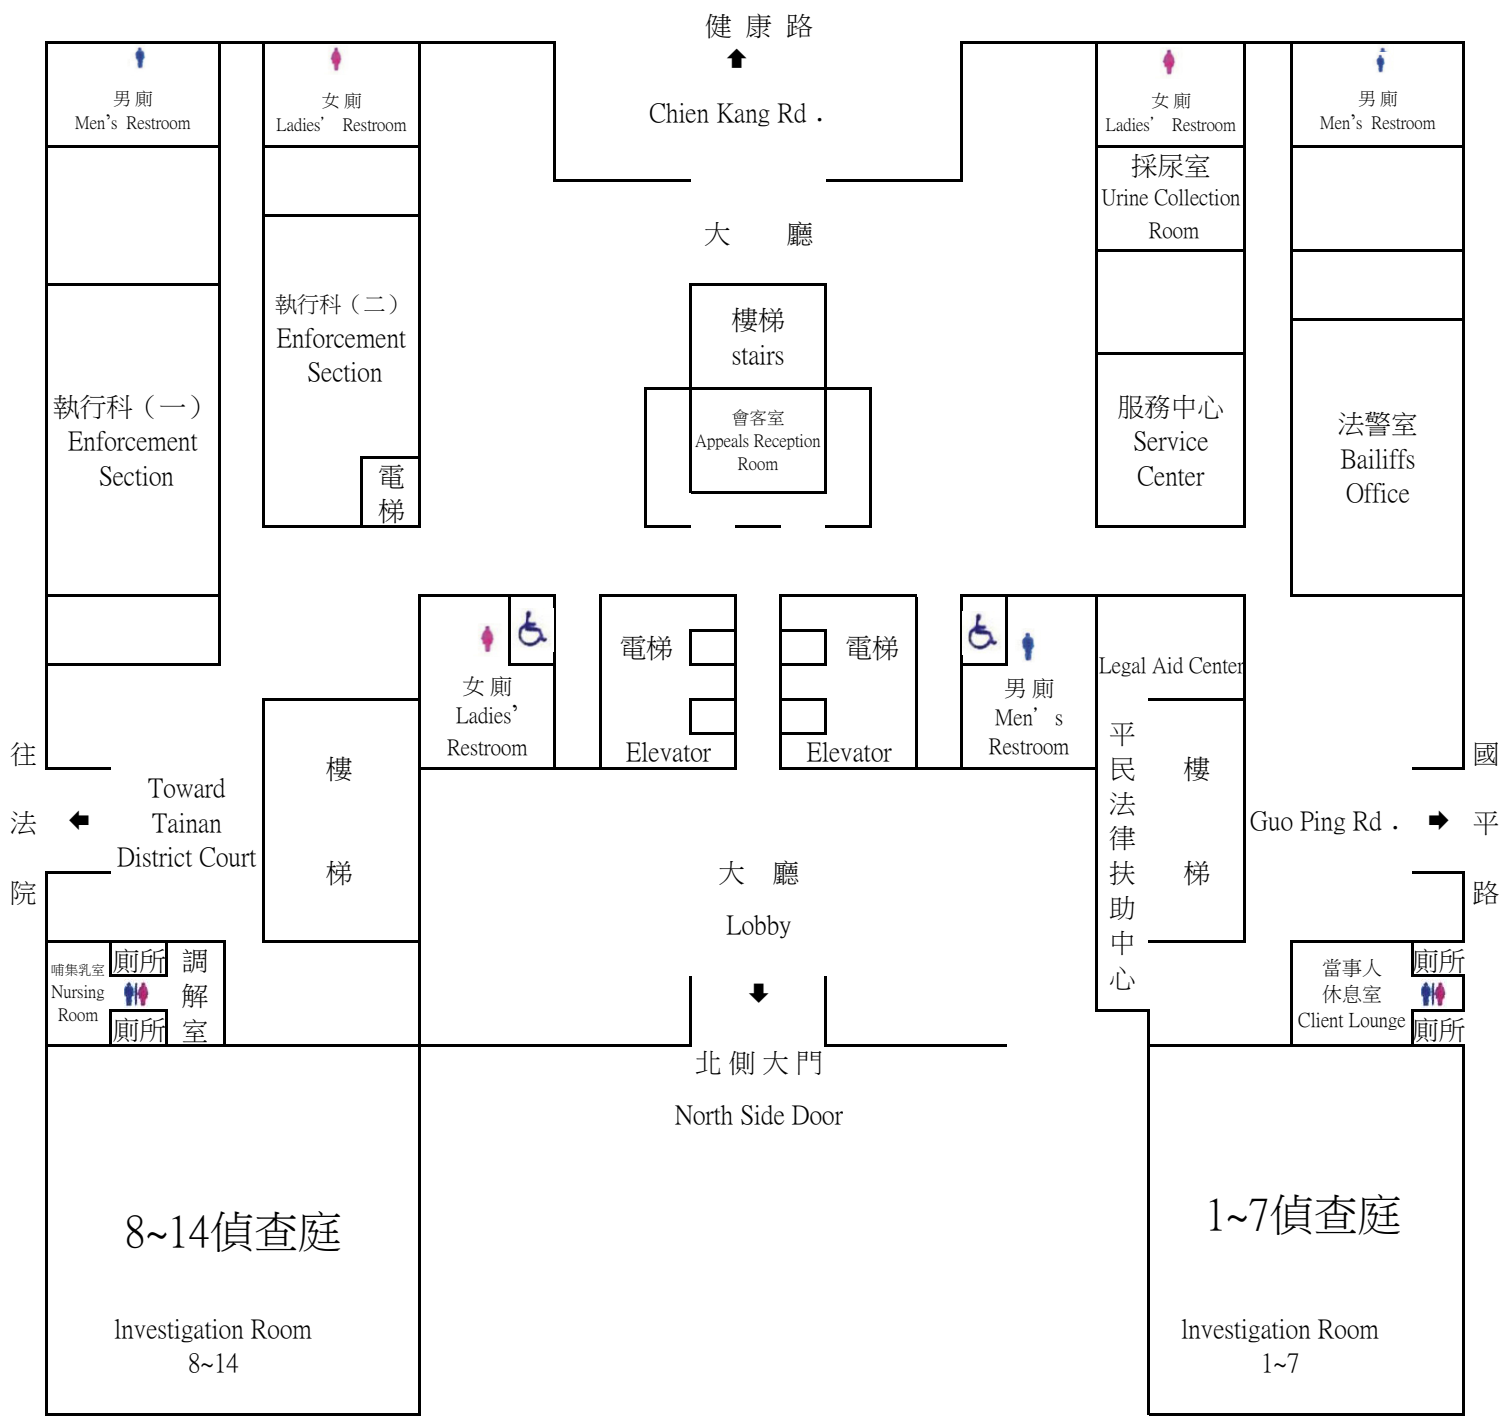 健 康 路
Chien Kang Rd．
男廁
Men's Restroom
女廁
Ladies' Restroom
女廁
Ladies' Restroom
男廁
Men's Restroom
採尿室
Urine Collection
Room
大 廳
樓梯
stairs
會客室
Appeals Reception
Room
執行科（一）
Enforcement
Section
執行科（二）
Enforcement
Section
電
梯
服務中心
Service
Center
法警室
Bailiffs
Office
女廁
Ladies'
Restroom
電梯
Elevator
電梯
Elevator
男廁
Men's
Restroom
Legal Aid Center
平
民
法
律
扶
助
中
心
往
法
院
Toward
Tainan
District Court
樓
梯
大 廳
Lobby
樓
梯
Guo Ping Rd．
國
平
路
哺集乳室
Nursing
Room
廁所
廁所
調
解
室
當事人
休息室
Client Lounge
廁所
廁所
北側大門
North Side Door
8~14偵查庭
lnvestigation Room
8~14
1~7偵查庭
lnvestigation Room
1~7